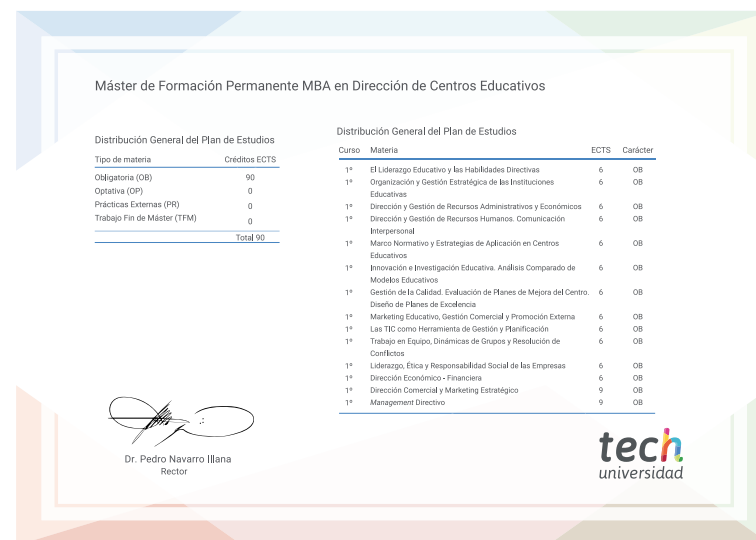 Máster de Formación Permanente MBA en Dirección de Centros Educativos
Distribución General del Plan de Estudios
Tipo de materia Créditos ECTS
Obligatoria (OB) 90
Optativa (OP) 0
Prácticas Externas (PR) 0
Trabajo Fin de Máster (TFM) 0
Total 90
Distribución General del Plan de Estudios
Curso Materia ECTS Carácter
1º El Liderazgo Educativo y las Habilidades Directivas 6 OB
1º Organización y Gestión Estratégica de las Instituciones 6 OB
Educativas
1º Dirección y Gestión de Recursos Administrativos y Económicos 6 OB
1º Dirección y Gestión de Recursos Humanos. Comunicación 6 OB
Interpersonal
1º Marco Normativo y Estrategias de Aplicación en Centros 6 OB
Educativos
1º Innovación e Investigación Educativa. Análisis Comparado de 6 OB
Modelos Educativos
1º Gestión de la Calidad. Evaluación de Planes de Mejora del Centro. 6 OB
Diseño de Planes de Excelencia
1º Marketing Educativo, Gestión Comercial y Promoción Externa 6 OB
1º Las TIC como Herramienta de Gestión y Planificación 6 OB
1º Trabajo en Equipo, Dinámicas de Grupos y Resolución de 6 OB
Conflictos
1º Liderazgo, Ética y Responsabilidad Social de las Empresas 6 OB
1º Dirección Económico - Financiera 6 OB
1º Dirección Comercial y Marketing Estratégico 9 OB
1º Management Directivo 9 OB
Dr. Pedro Navarro Illana
Rector
tech
universidad